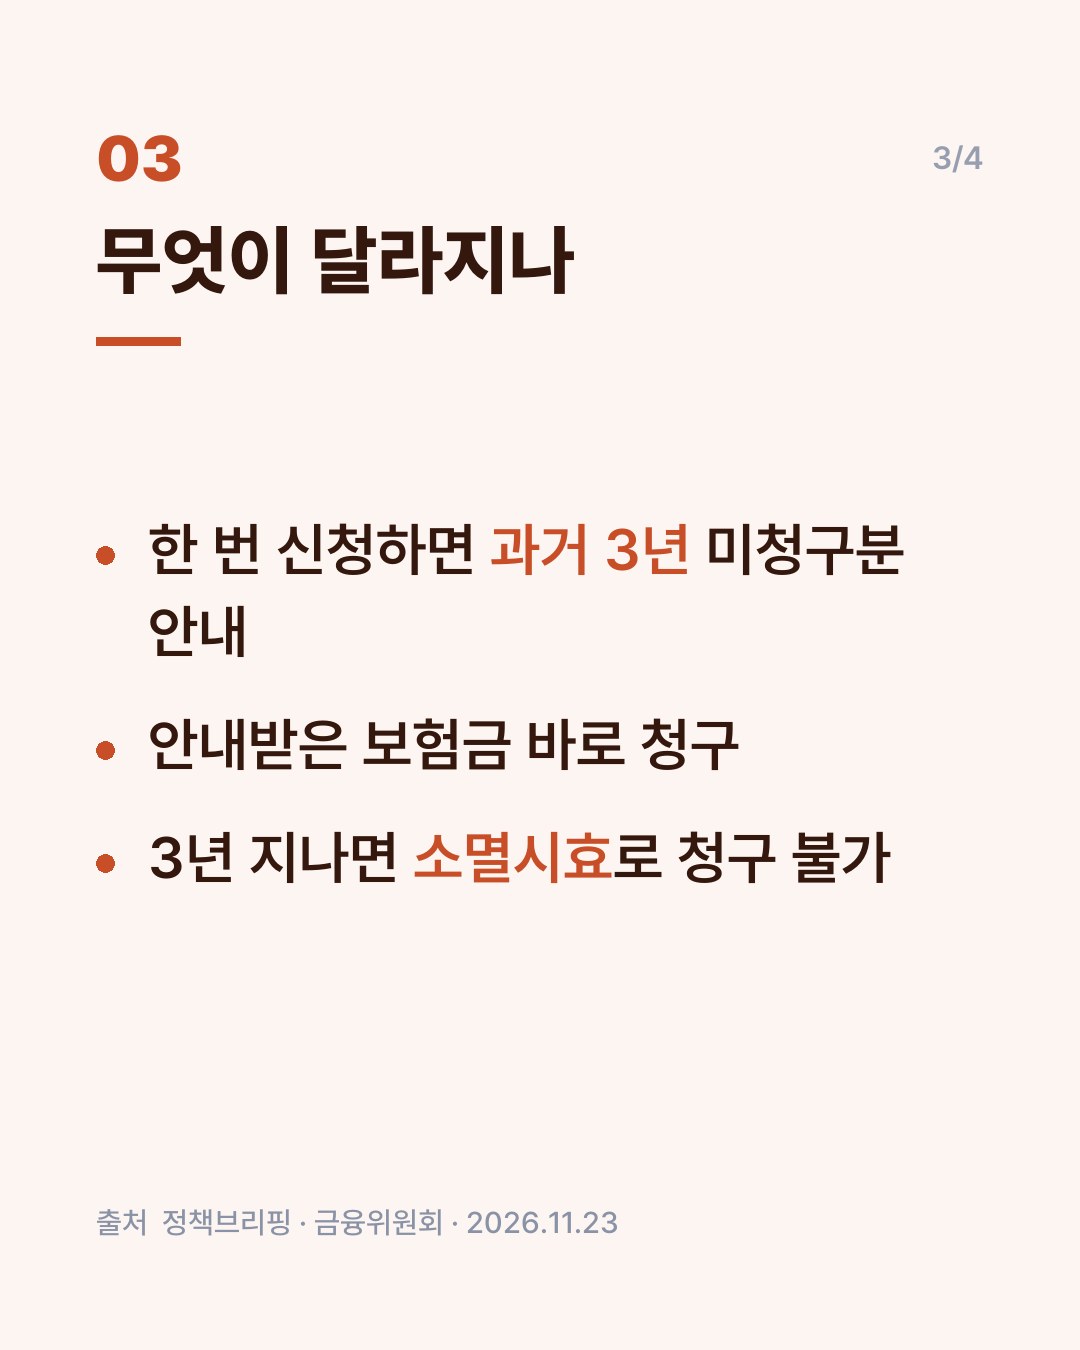 03
3/4
무엇이 달라지나
한 번 신청하면 과거 3년 미청구분
안내
안내받은 보험금 바로 청구
3년 지나면 소멸시효로 청구 불가
출처 정책브리핑 · 금융위원회 · 2026.11.23